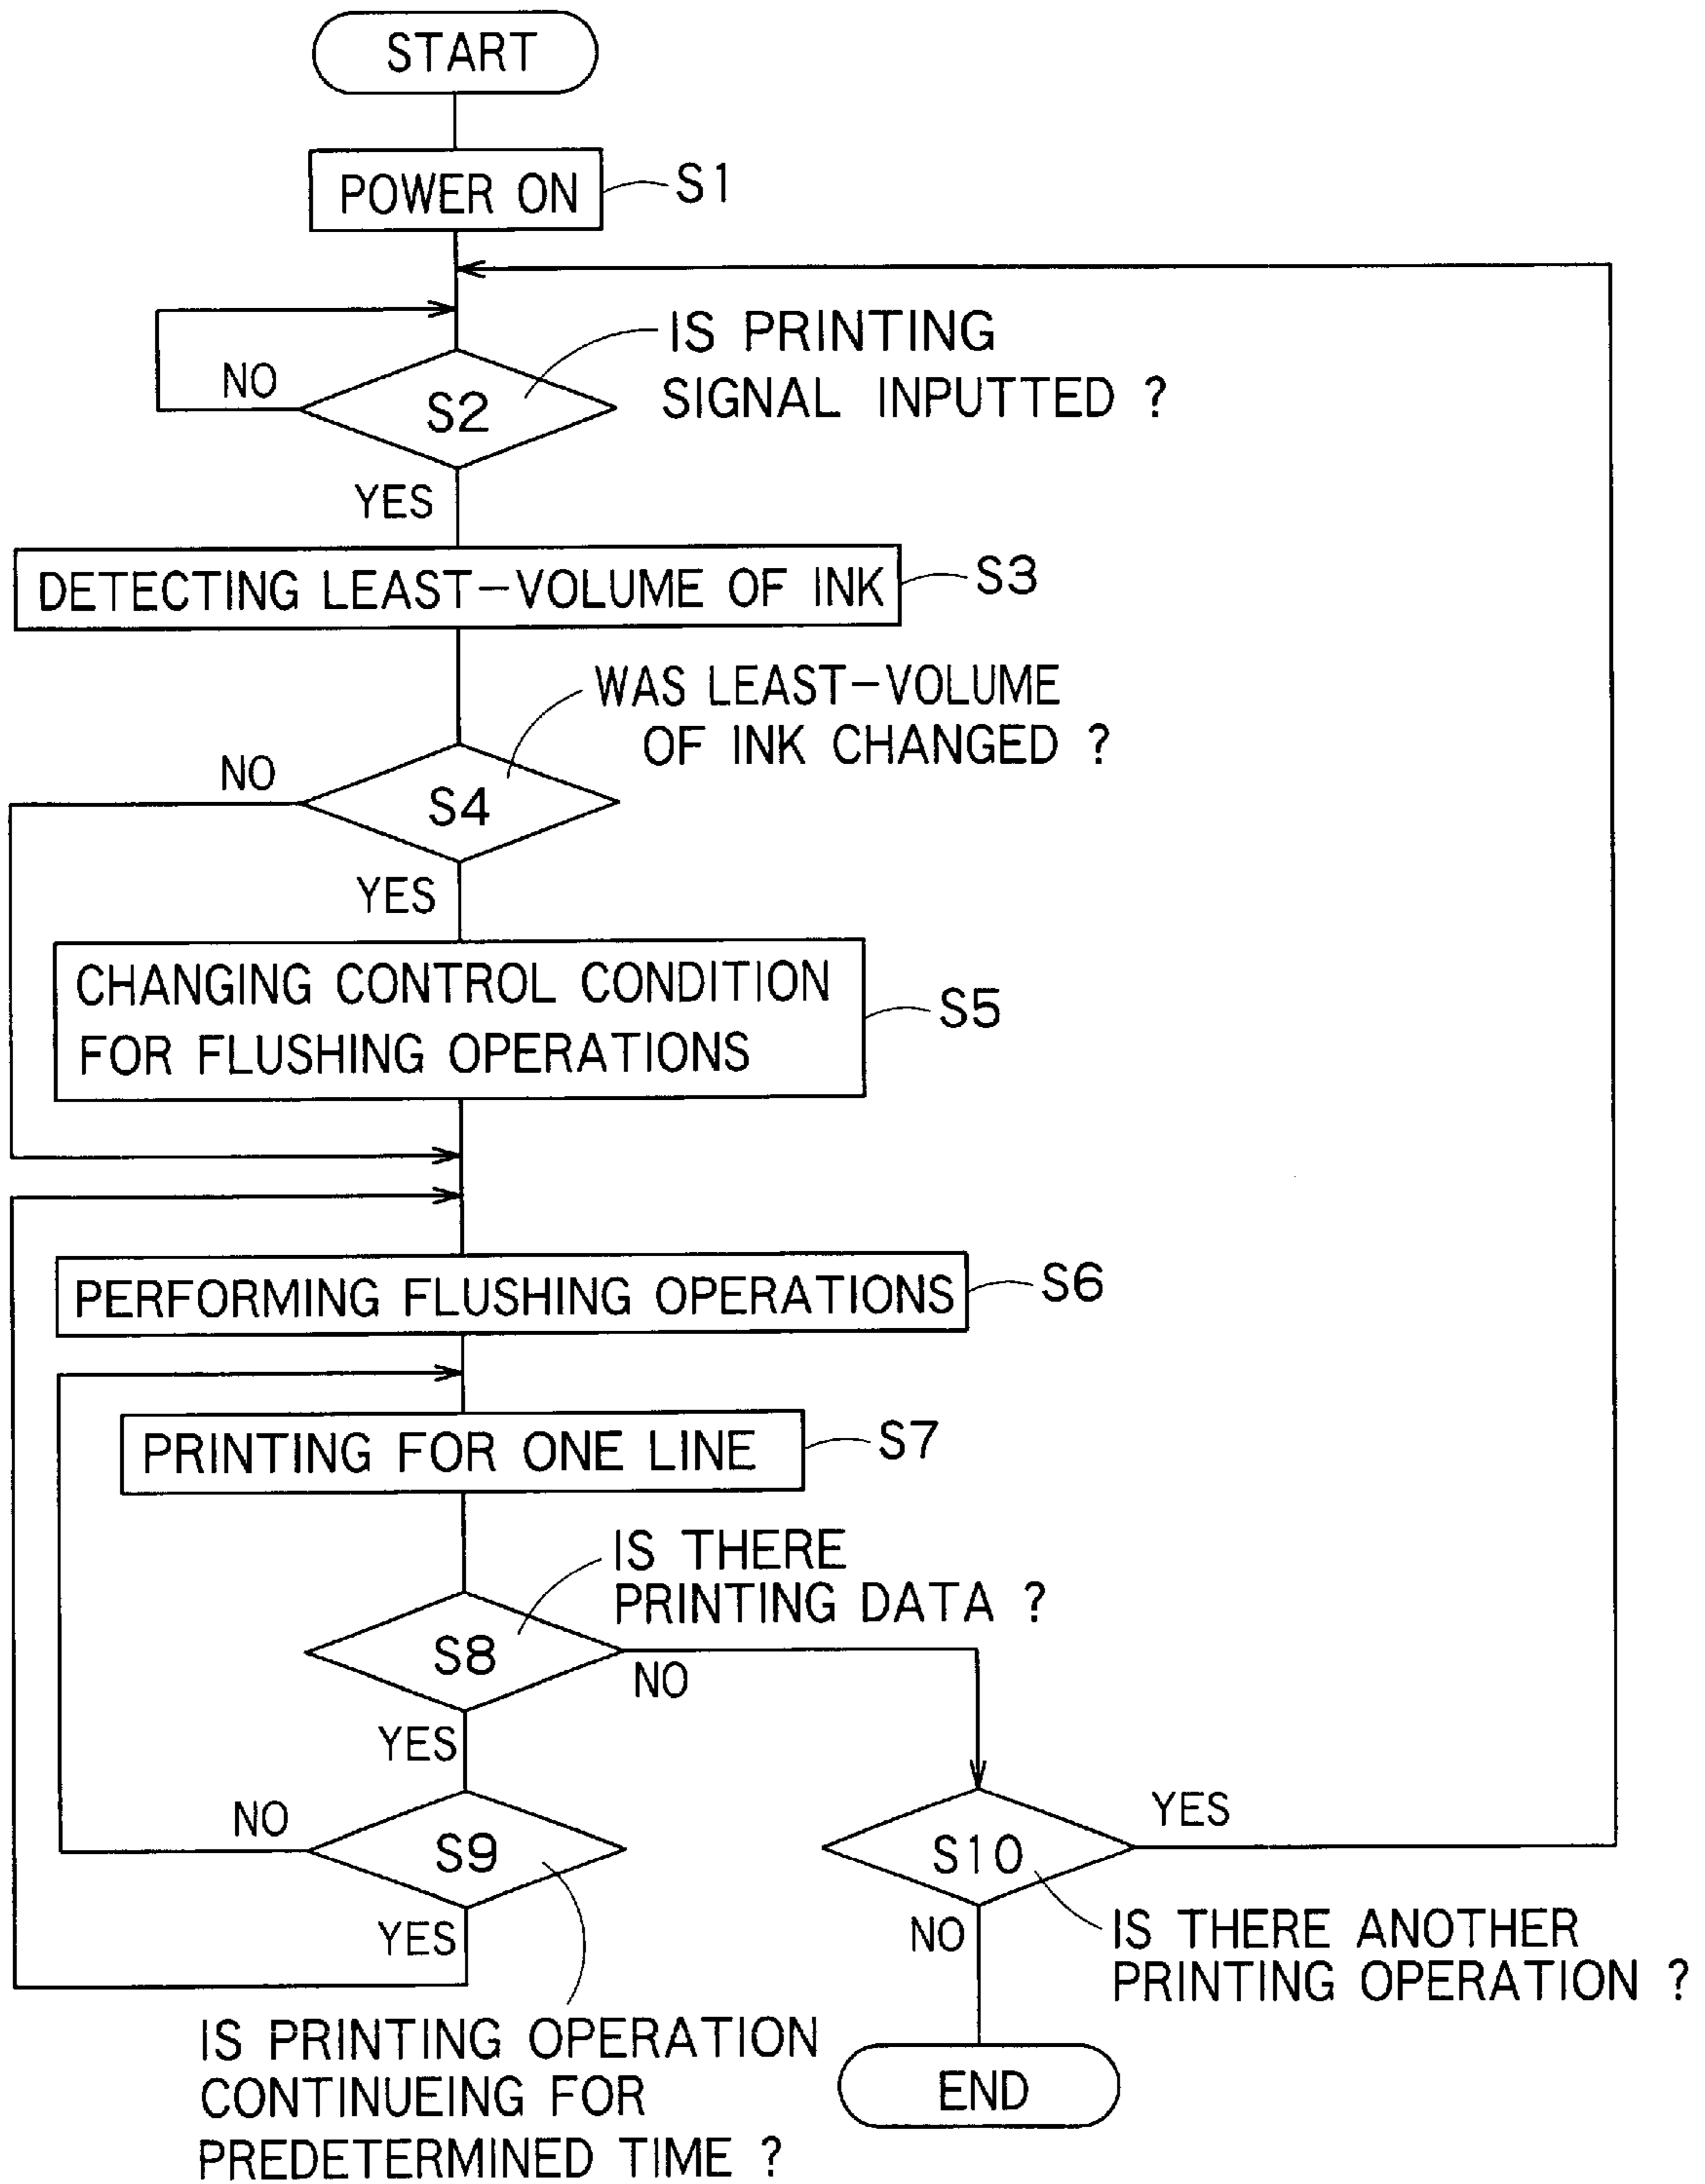 START
POWER ON
S1
IS PRINTING
SIGNAL INPUTTED ?
NO
S2
YES
DETECTING LEAST-VOLUME OF INK
S3
WAS LEAST-VOLUME
OF INK CHANGED ?
NO
S4
YES
CHANGING CONTROL CONDITION
FOR FLUSHING OPERATIONS
S5
PERFORMING FLUSHING OPERATIONS
S6
PRINTING FOR ONE LINE
S7
IS THERE
PRINTING DATA ?
S8
NO
YES
NO
S9
YES
S10
YES
NO
IS THERE ANOTHER
PRINTING OPERATION ?
IS PRINTING OPERATION
CONTINUEING FOR
PREDETERMINED TIME ?
END